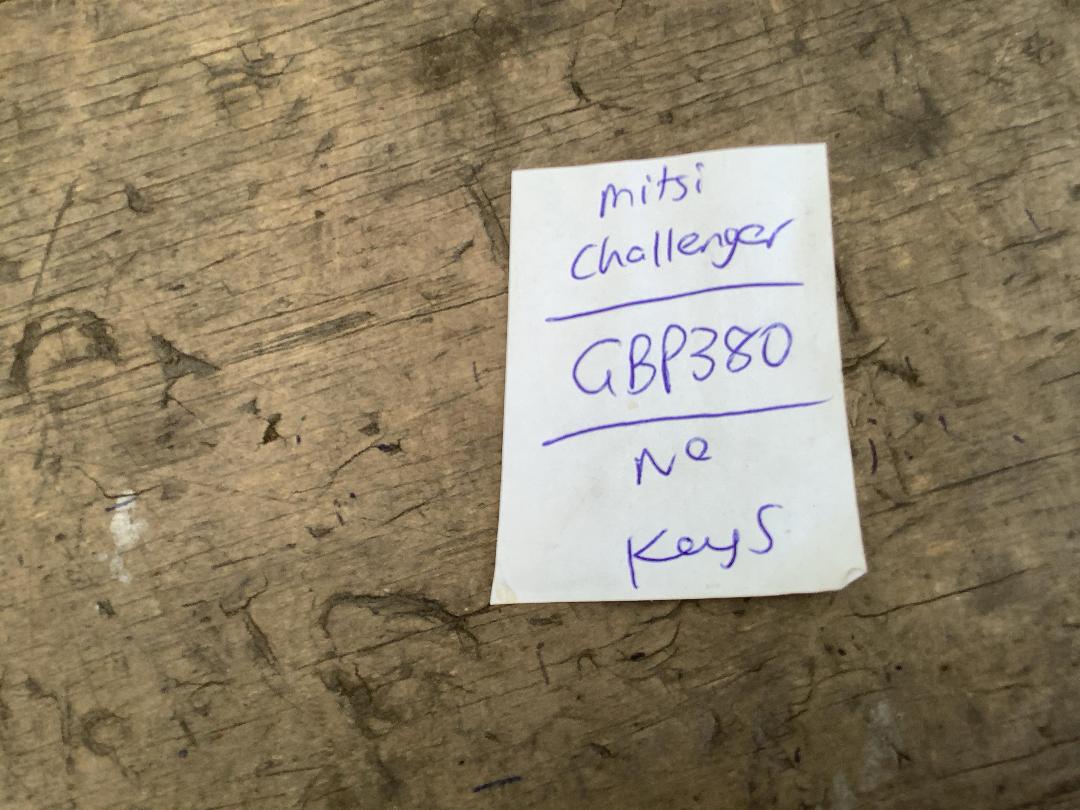 mitsi
Challenger
GBP380
No
Keys